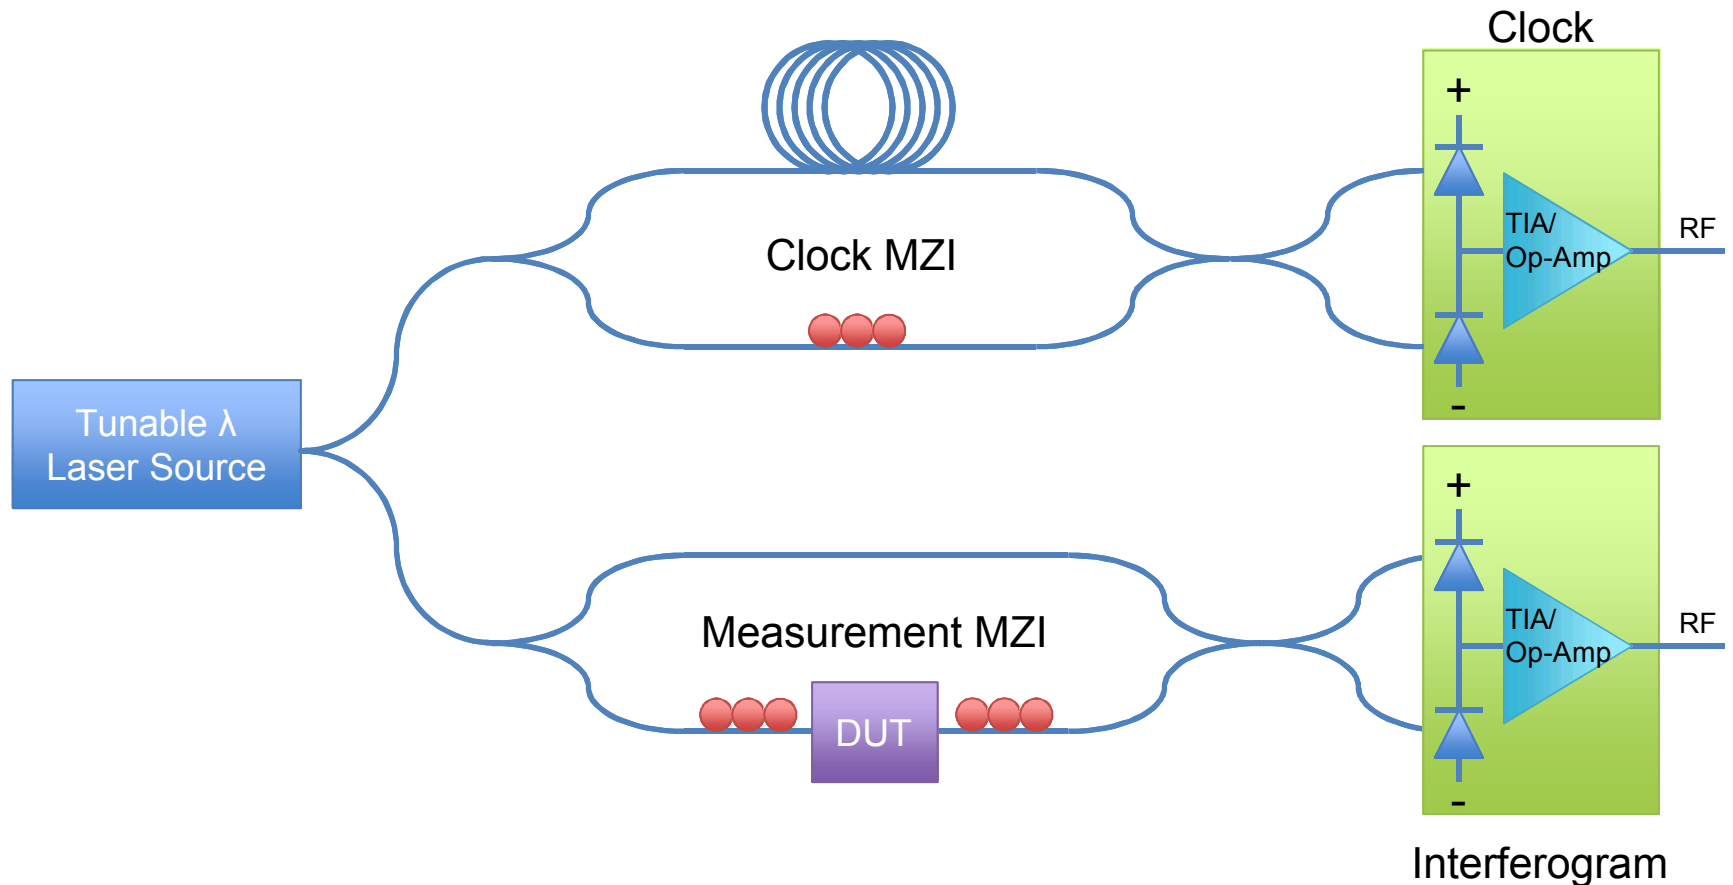 Clock
+
TIA/
Op-Amp
RF
-
Clock MZI
Tunable λ
Laser Source
+
TIA/
Op-Amp
RF
-
Measurement MZI
DUT
Interferogram